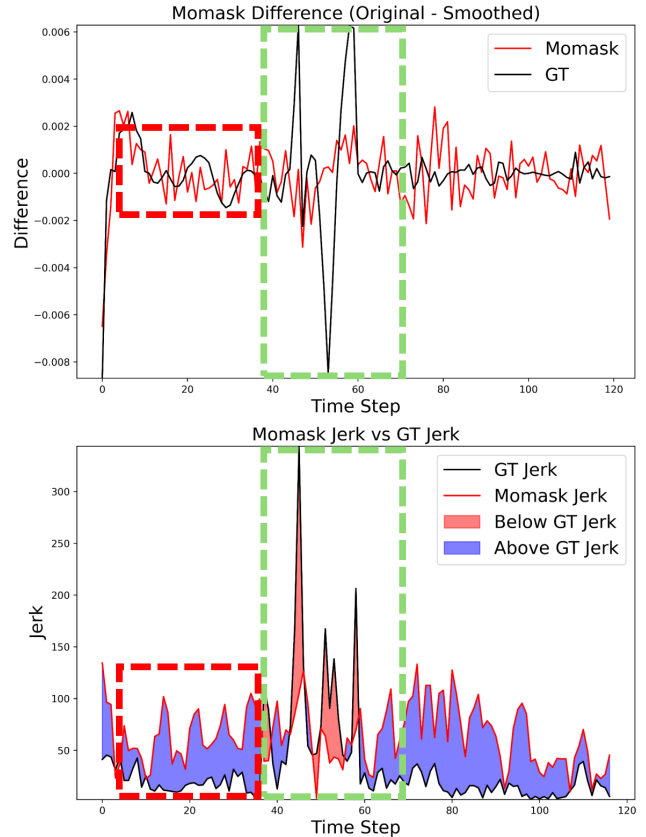 Momask Difference (Original - Smoothed)
0.006
0.004
0.002
0.000
−0.002
−0.004
−0.006
−0.008
Difference
Momask
GT
0
20
40
60
80
100
120
Time Step
Momask Jerk vs GT Jerk
300
250
200
150
100
50
Jerk
GT Jerk
Momask Jerk
Below GT Jerk
Above GT Jerk
0
20
40
60
80
100
120
Time Step